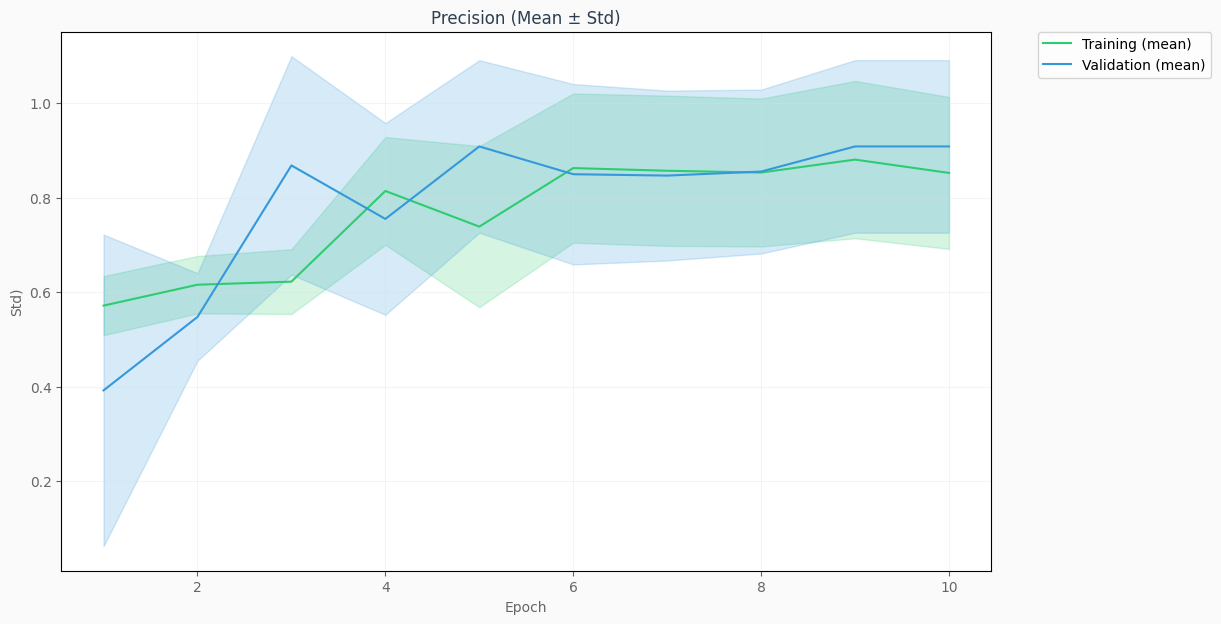 Precision (Mean ± Std)
Training (mean)
Validation (mean)
Std)
1.0
0.8
0.6
0.4
0.2
2 4 6 8 10
Epoch